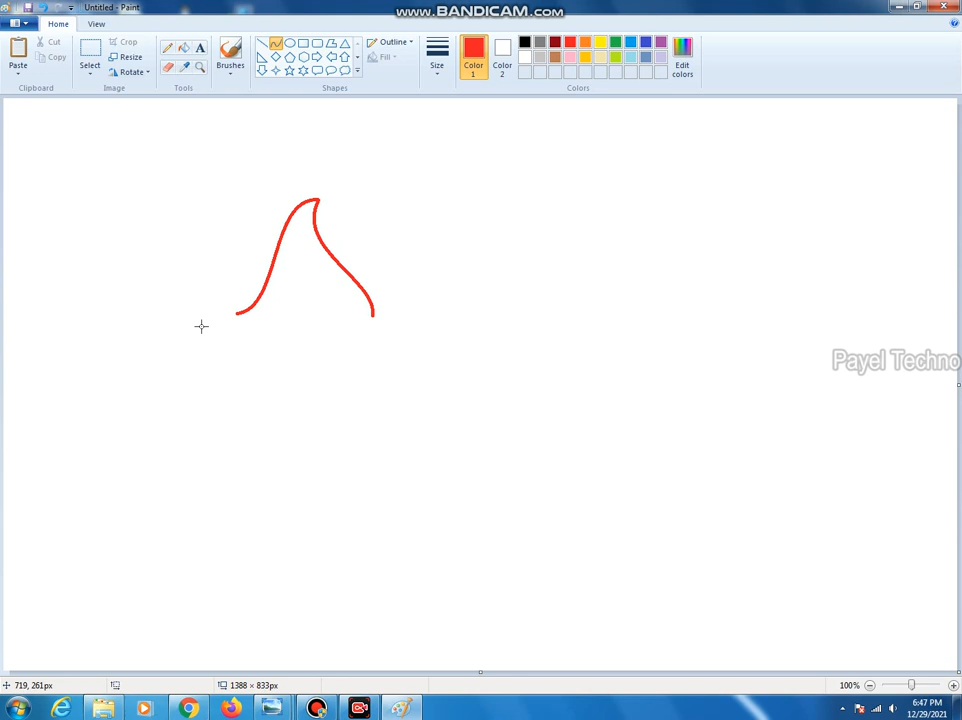 www.BANDICAM.com
Untitled - Paint
Home
View
Cut
Copy
Paste
Clipboard
Crop
Resize
Rotate
Select
Image
A
Tools
Brushes
Outline
Fill
Shapes
Size
Color 1
Color 2
Edit colors
Colors
Payel Techno
719, 261px
1388 × 833px
100%
6:47 PM
12/29/2021